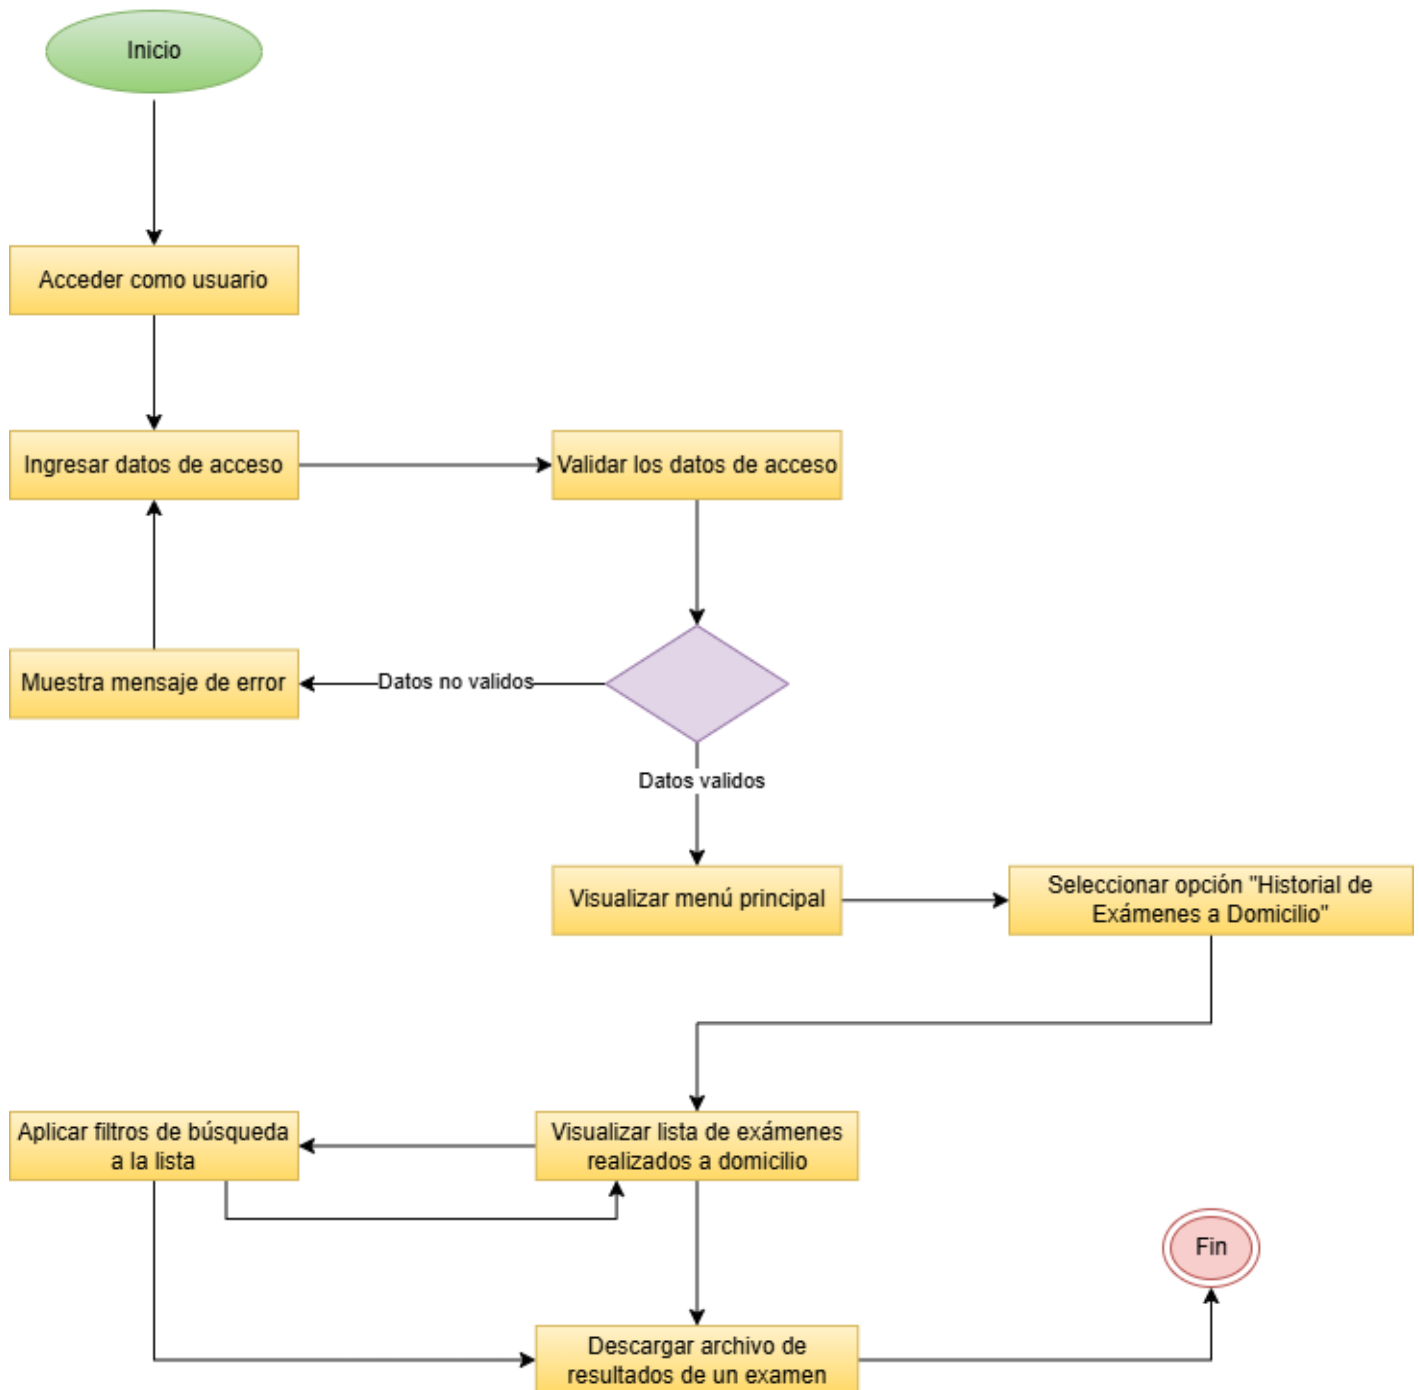 Inicio
Acceder como usuario
Ingresar datos de acceso
Validar los datos de acceso
Muestra mensaje de error
Datos no validos
Datos validos
Visualizar menú principal
Seleccionar opción "Historial de
Exámenes a Domicilio"
Aplicar filtros de búsqueda
a la lista
Visualizar lista de exámenes
realizados a domicilio
Fin
Descargar archivo de
resultados de un examen